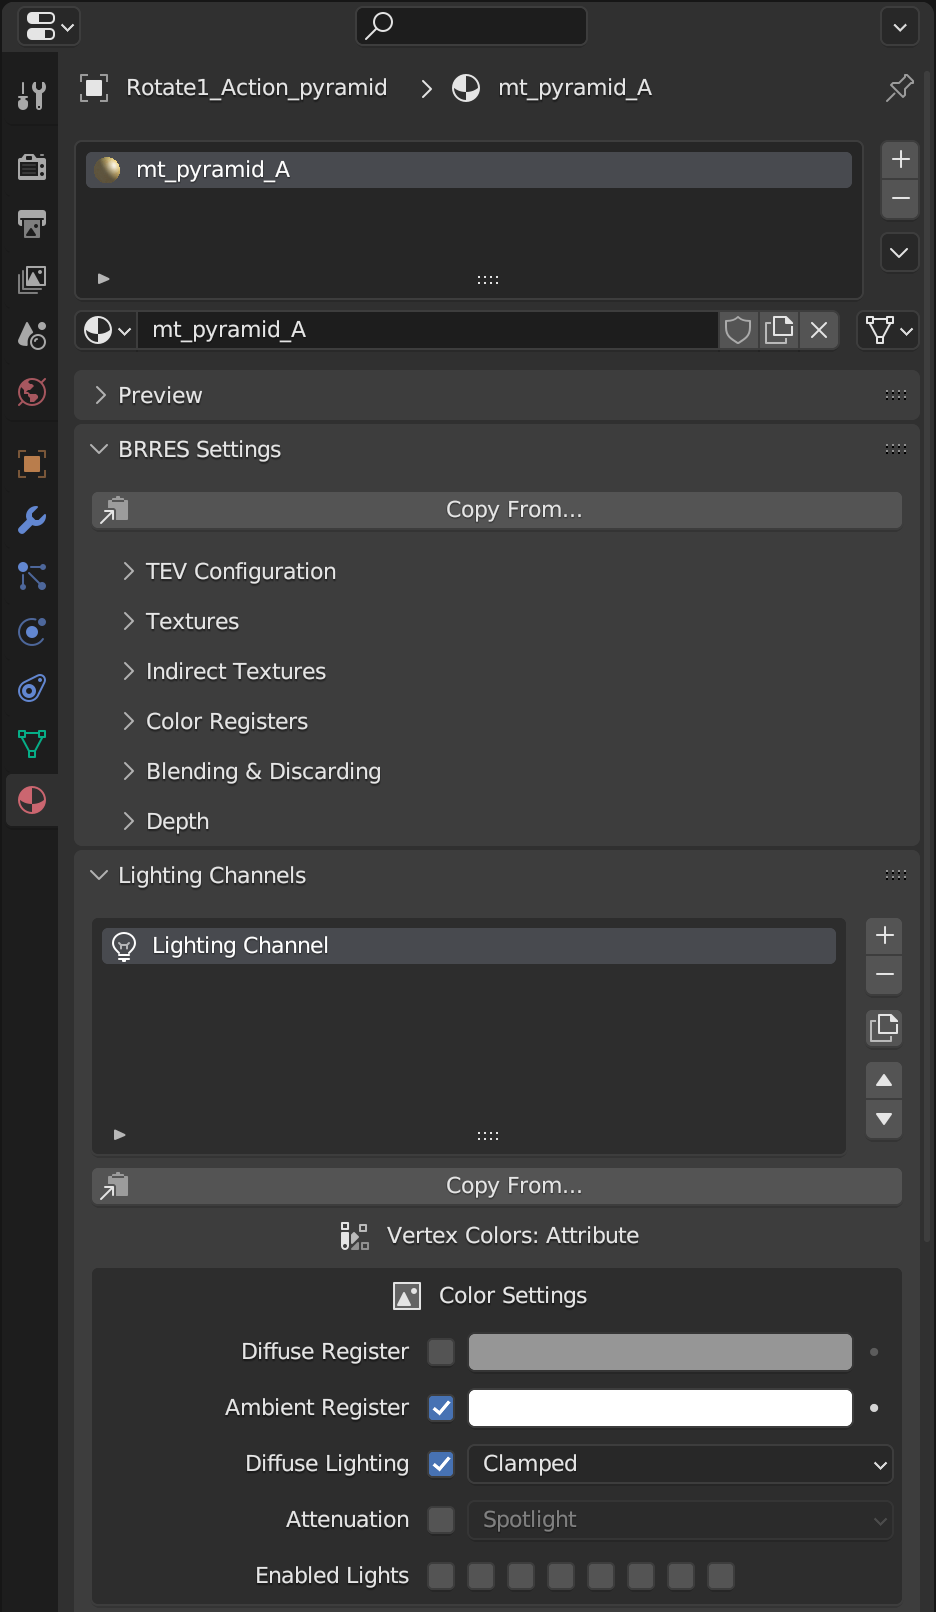 Rotate1_Action_pyramid > mt_pyramid_A
mt_pyramid_A
mt_pyramid_A
Preview
BRRES Settings
Copy From...
TEV Configuration
Textures
Indirect Textures
Color Registers
Blending & Discarding
Depth
Lighting Channels
Lighting Channel
Copy From...
Vertex Colors: Attribute
Color Settings
Diffuse Register
Ambient Register
Diffuse Lighting Clamped
Attenuation Spotlight
Enabled Lights